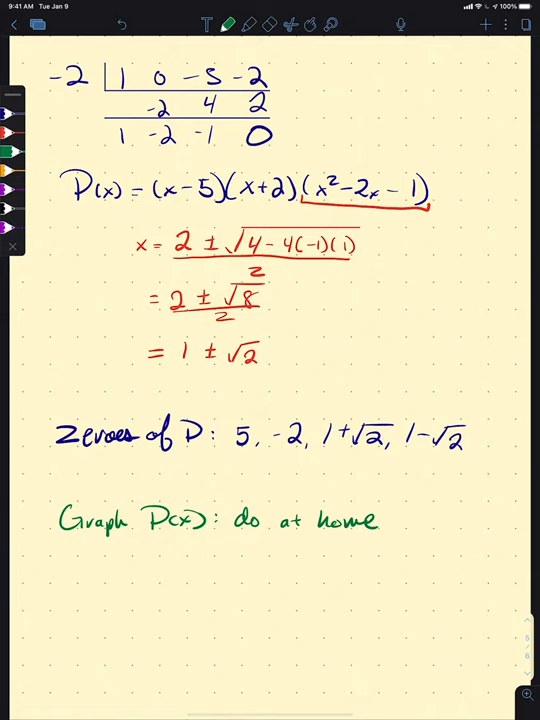 9:41 AM Tue Jan 9
100%
-2 | 1 0 -5 -2
-2 4 2
1 -2 -1 0
P(x) = (x-5)(x+2)(x²-2x-1)
x = 2 ± √4-4(-1)(1)
2
= 2 ± √8
2
= 1 ± √2
Zeroes of P: 5, -2, 1+√2, 1-√2
Graph P(x): do at home
5
/
6